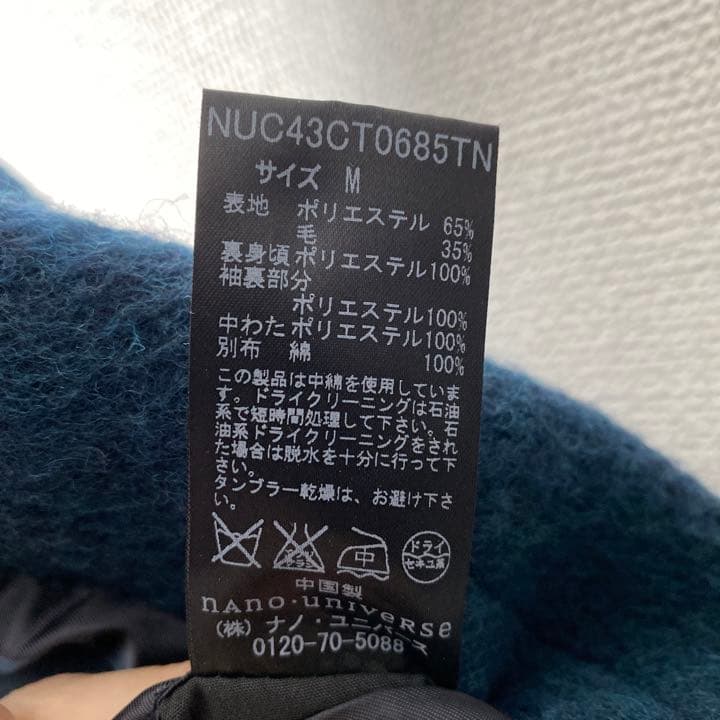 NUC43CT0685TN
サイズ M
表地 ポリエステル 65%
毛 35%
裏身頃 ポリエステル100%
袖裏部分
ポリエステル100%
中わた ポリエステル100%
別布 綿 100%
この製品は中綿を使用していま
す。ドライクリーニングは石油
系で短時間処理して下さい。石
油系ドライクリーニングをされ
た場合は脱水を十分に行って下
さい。
タンブラー乾燥は、お避け下さ
い。
中 ドライ
セキユ系
中国製
nano・universe
(株) ナノ・ユニバース
0120-70-5088